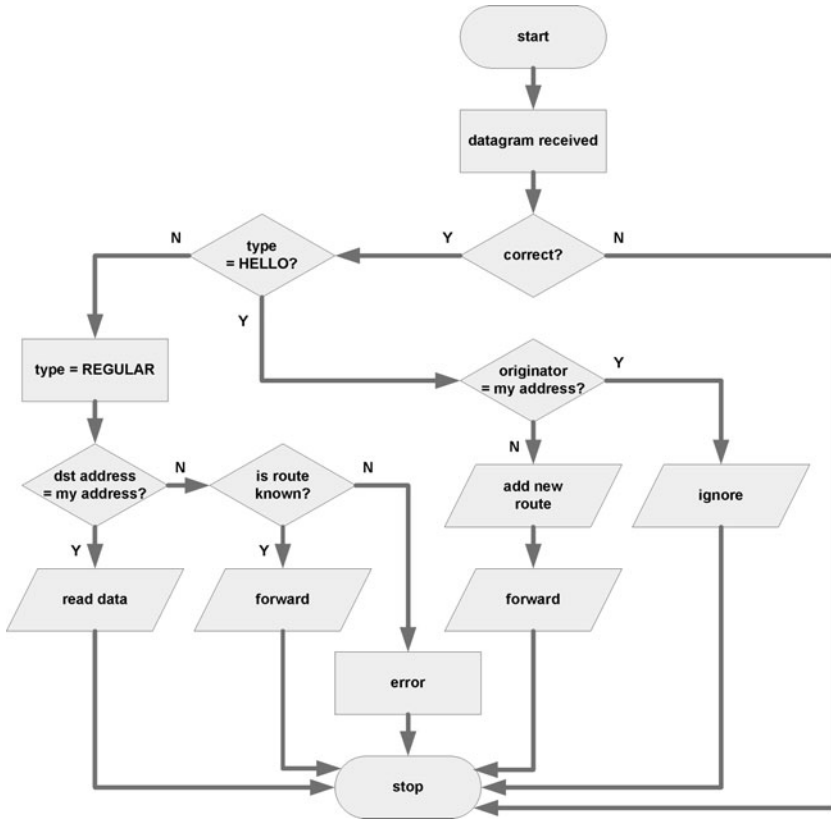 start
datagram received
correct?
Y
N
type
= HELLO?
N
Y
type = REGULAR
originator
= my address?
Y
N
dst address
= my address?
N
Y
is route
known?
N
Y
add new
route
ignore
read data
forward
forward
error
stop